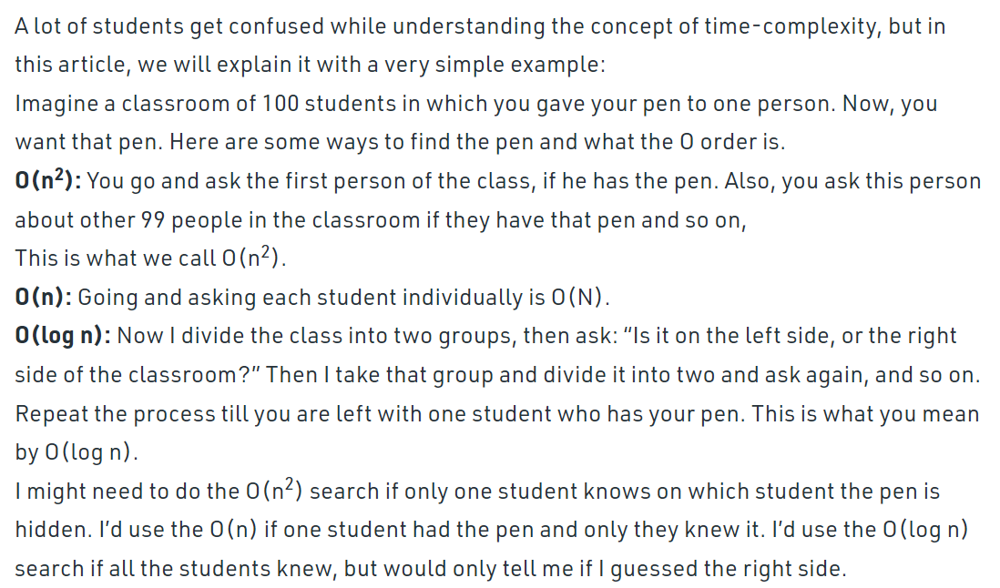 A lot of students get confused while understanding the concept of time-complexity, but in
this article, we will explain it with a very simple example:
Imagine a classroom of 100 students in which you gave your pen to one person. Now, you
want that pen. Here are some ways to find the pen and what the O order is.
O(n²): You go and ask the first person of the class, if he has the pen. Also, you ask this person
about other 99 people in the classroom if they have that pen and so on,
This is what we call O(n²).
O(n): Going and asking each student individually is O(N).
O(log n): Now I divide the class into two groups, then ask: “Is it on the left side, or the right
side of the classroom?” Then I take that group and divide it into two and ask again, and so on.
Repeat the process till you are left with one student who has your pen. This is what you mean
by O(log n).
I might need to do the O(n²) search if only one student knows on which student the pen is
hidden. I’d use the O(n) if one student had the pen and only they knew it. I’d use the O(log n)
search if all the students knew, but would only tell me if I guessed the right side.